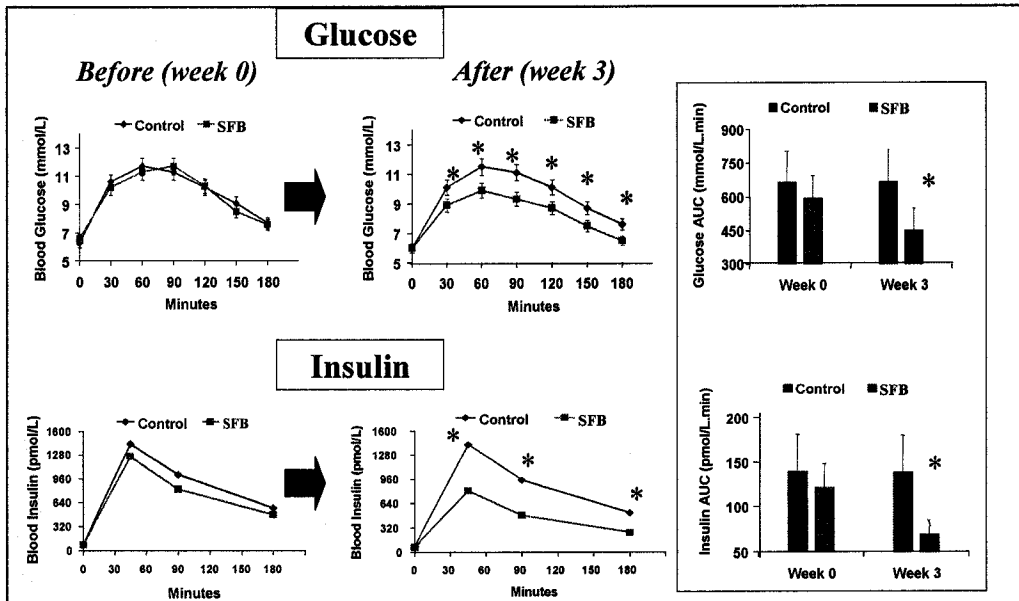 Glucose
Before (week 0)
After (week 3)
Control SFB
Blood Glucose (mmol/L)
13
11
9
7
5
0 30 60 90 120 150 180
Minutes
Control SFB
Blood Glucose (mmol/L)
13
11
9
7
5
* * * * * *
0 30 60 90 120 150 180
Minutes
Control SFB
Glucose AUC (mmol/L.min)
900
750
600
450
300
*
Week 0 Week 3
Insulin
Control SFB
Blood Insulin (pmol/L)
1600
1280
960
640
320
0
0 30 60 90 120 150 180
Minutes
Control SFB
Blood Insulin (pmol/L)
1600
1280
960
640
320
0
* * *
0 30 60 90 120 150 180
Minutes
Control SFB
Insulin AUC (pmol/L.min)
200
150
100
50
*
Week 0 Week 3